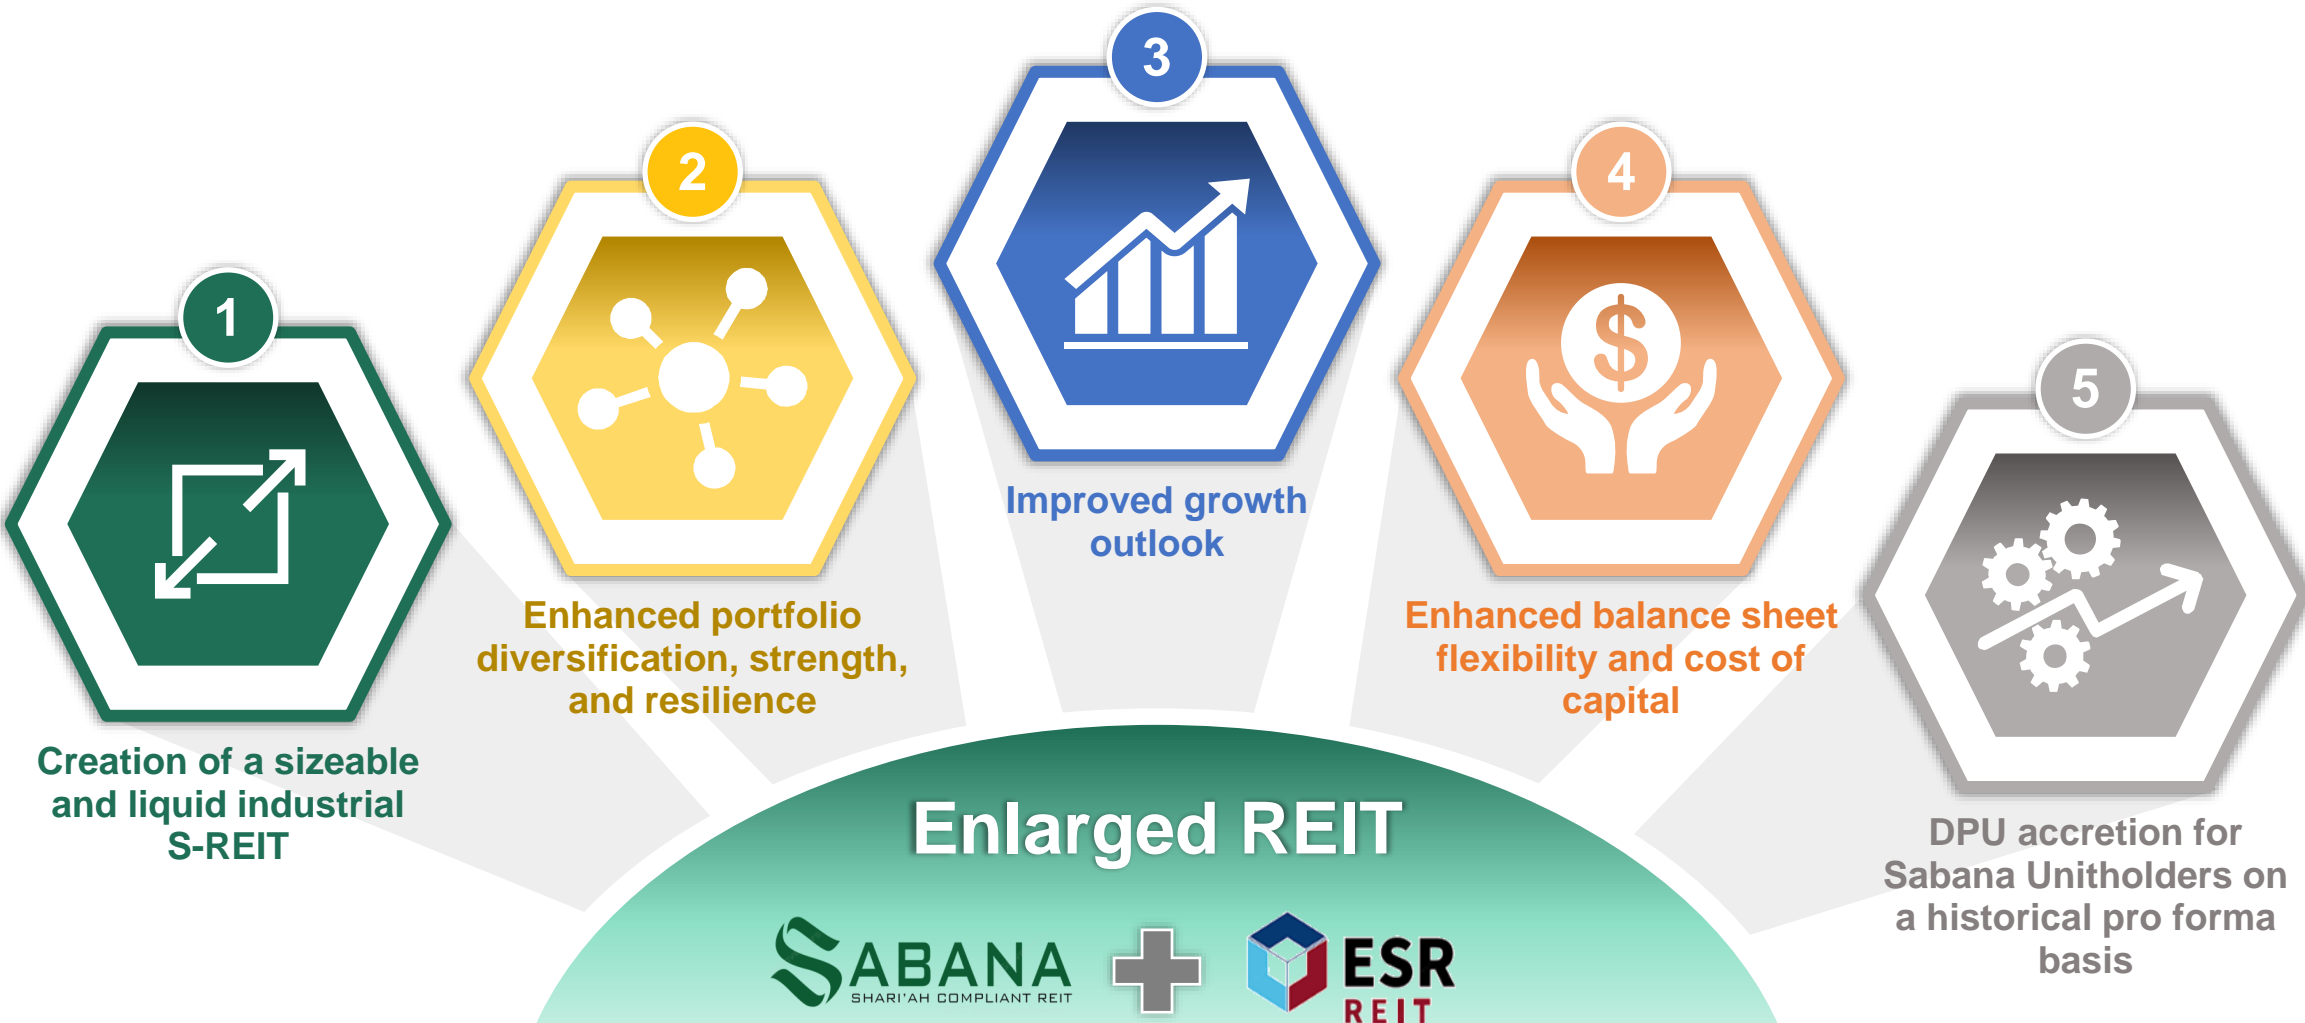 1
Creation of a sizeable
and liquid industrial
S-REIT
2
Enhanced portfolio
diversification, strength,
and resilience
3
Improved growth
outlook
4
$
Enhanced balance sheet
flexibility and cost of
capital
5
DPU accretion for
Sabana Unitholders on
a historical pro forma
basis
Enlarged REIT
SABANA
SHARI'AH COMPLIANT REIT
ESR
REIT